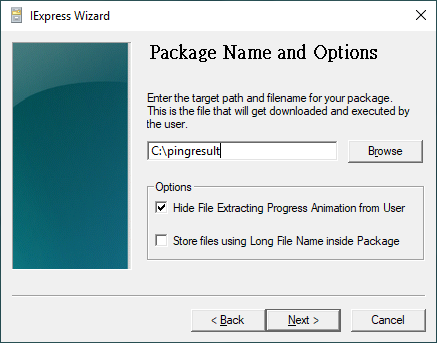 IExpress Wizard
Package Name and Options
Enter the target path and filename for your package.
This is the file that will get downloaded and executed by
the user.
C:\pingresult
Browse
Options
Hide File Extracting Progress Animation from User
Store files using Long File Name inside Package
< Back
Next >
Cancel